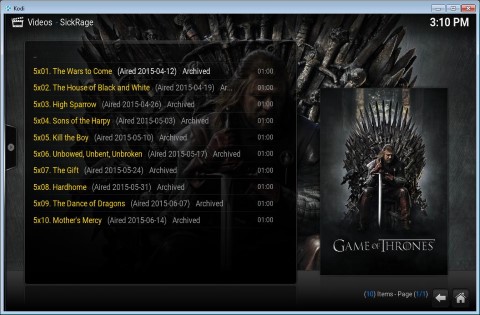 Kodi
Videos - SickRage
3:10 PM
..
5x01. The Wars to Come (Aired 2015-04-12) Archived 01:00
5x02. The House of Black and White (Aired 2015-04-19) Ar... 01:00
5x03. High Sparrow (Aired 2015-04-26) Archived 01:00
5x04. Sons of the Harpy (Aired 2015-05-03) Archived 01:00
5x05. Kill the Boy (Aired 2015-05-10) Archived 01:00
5x06. Unbowed, Unbent, Unbroken (Aired 2015-05-17) Archived 01:00
5x07. The Gift (Aired 2015-05-24) Archived 01:00
5x08. Hardhome (Aired 2015-05-31) Archived 01:00
5x09. The Dance of Dragons (Aired 2015-06-07) Archived 01:00
5x10. Mother's Mercy (Aired 2015-06-14) Archived 01:00
GAME OF THRONES
(10) Items - Page (1/1)